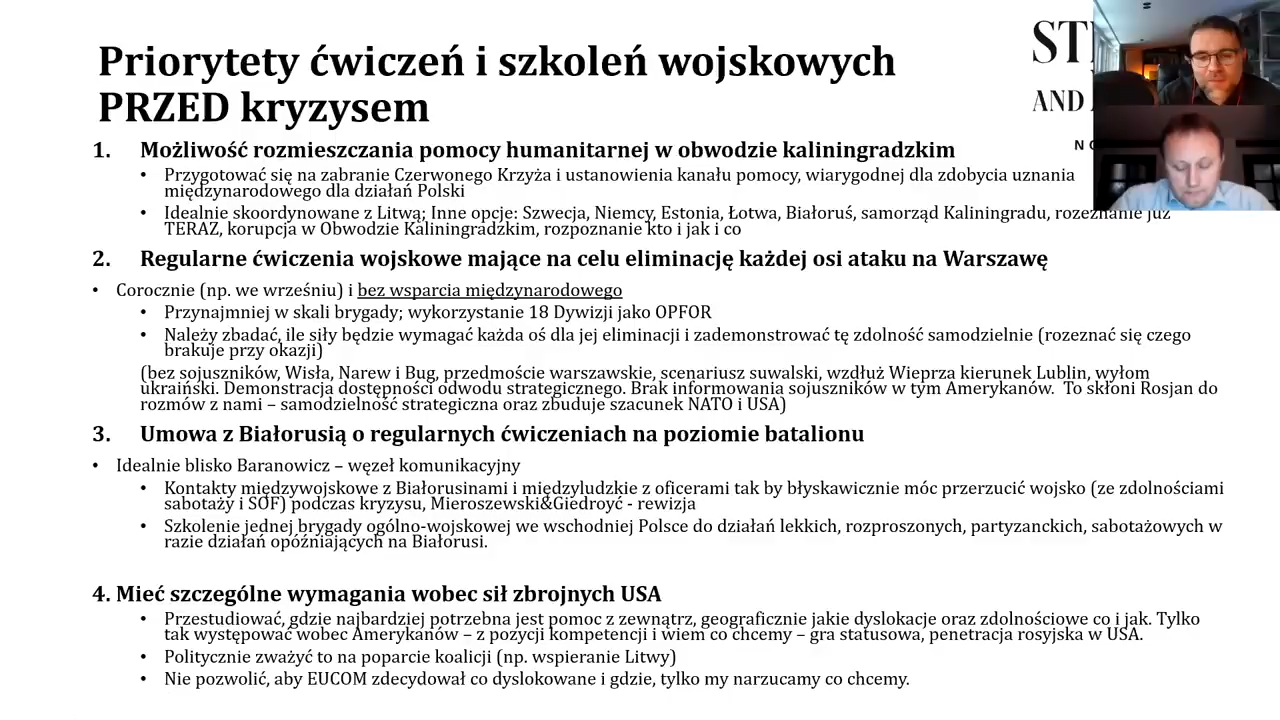 Priorytety ćwiczeń i szkoleń wojskowych
PRZED kryzysem
ST
AND
N
1. Możliwość rozmieszczania pomocy humanitarnej w obwodzie kaliningradzkim
• Przygotować się na zabranie Czerwonego Krzyża i ustanowienia kanału pomocy, wiarygodnej dla zdobycia uznania
międzynarodowego dla działań Polski
• Idealnie skoordynowane z Litwą; Inne opcje: Szwecja, Niemcy, Estonia, Łotwa, Białoruś, samorząd Kaliningradu, rozeznanie już
TERAZ, korupcja w Obwodzie Kaliningradzkim, rozpoznanie kto i jak i co
2. Regularne ćwiczenia wojskowe mające na celu eliminację każdej osi ataku na Warszawę
• Corocznie (np. we wrześniu) i bez wsparcia międzynarodowego
• Przynajmniej w skali brygady; wykorzystanie 18 Dywizji jako OPFOR
• Należy zbadać, ile siły będzie wymagać każda oś dla jej eliminacji i zademonstrować tę zdolność samodzielnie (rozeznać się czego
brakuje przy okazji)
(bez sojuszników, Wisła, Narew i Bug, przedmoście warszawskie, scenariusz suwalski, wzdłuż Wieprza kierunek Lublin, wyłom
ukraiński. Demonstracja dostępności odwodu strategicznego. Brak informowania sojuszników w tym Amerykanów. To skłoni Rosjan do
rozmów z nami – samodzielność strategiczna oraz zbuduje szacunek NATO i USA)
3. Umowa z Białorusią o regularnych ćwiczeniach na poziomie batalionu
• Idealnie blisko Baranowicz – węzeł komunikacyjny
• Kontakty międzywojskowe z Białorusinami i międzyludzkie z oficerami tak by błyskawicznie móc przerzucić wojsko (ze zdolnościami
sabotaży i SOF) podczas kryzysu, Mieroszewski&Giedroyć - rewizja
• Szkolenie jednej brygady ogólno-wojskowej we wschodniej Polsce do działań lekkich, rozproszonych, partyzanckich, sabotażowych w
razie działań opóźniających na Białorusi.
4. Mieć szczególne wymagania wobec sił zbrojnych USA
• Przestudiować, gdzie najbardziej potrzebna jest pomoc z zewnątrz, geograficznie jakie dyslokacje oraz zdolnościowe co i jak. Tylko
tak występować wobec Amerykanów – z pozycji kompetencji i wiem co chcemy – gra statusowa, penetracja rosyjska w USA.
• Politycznie zważyć to na poparcie koalicji (np. wspieranie Litwy)
• Nie pozwolić, aby EUCOM zdecydował co dyslokowane i gdzie, tylko my narzucamy co chcemy.